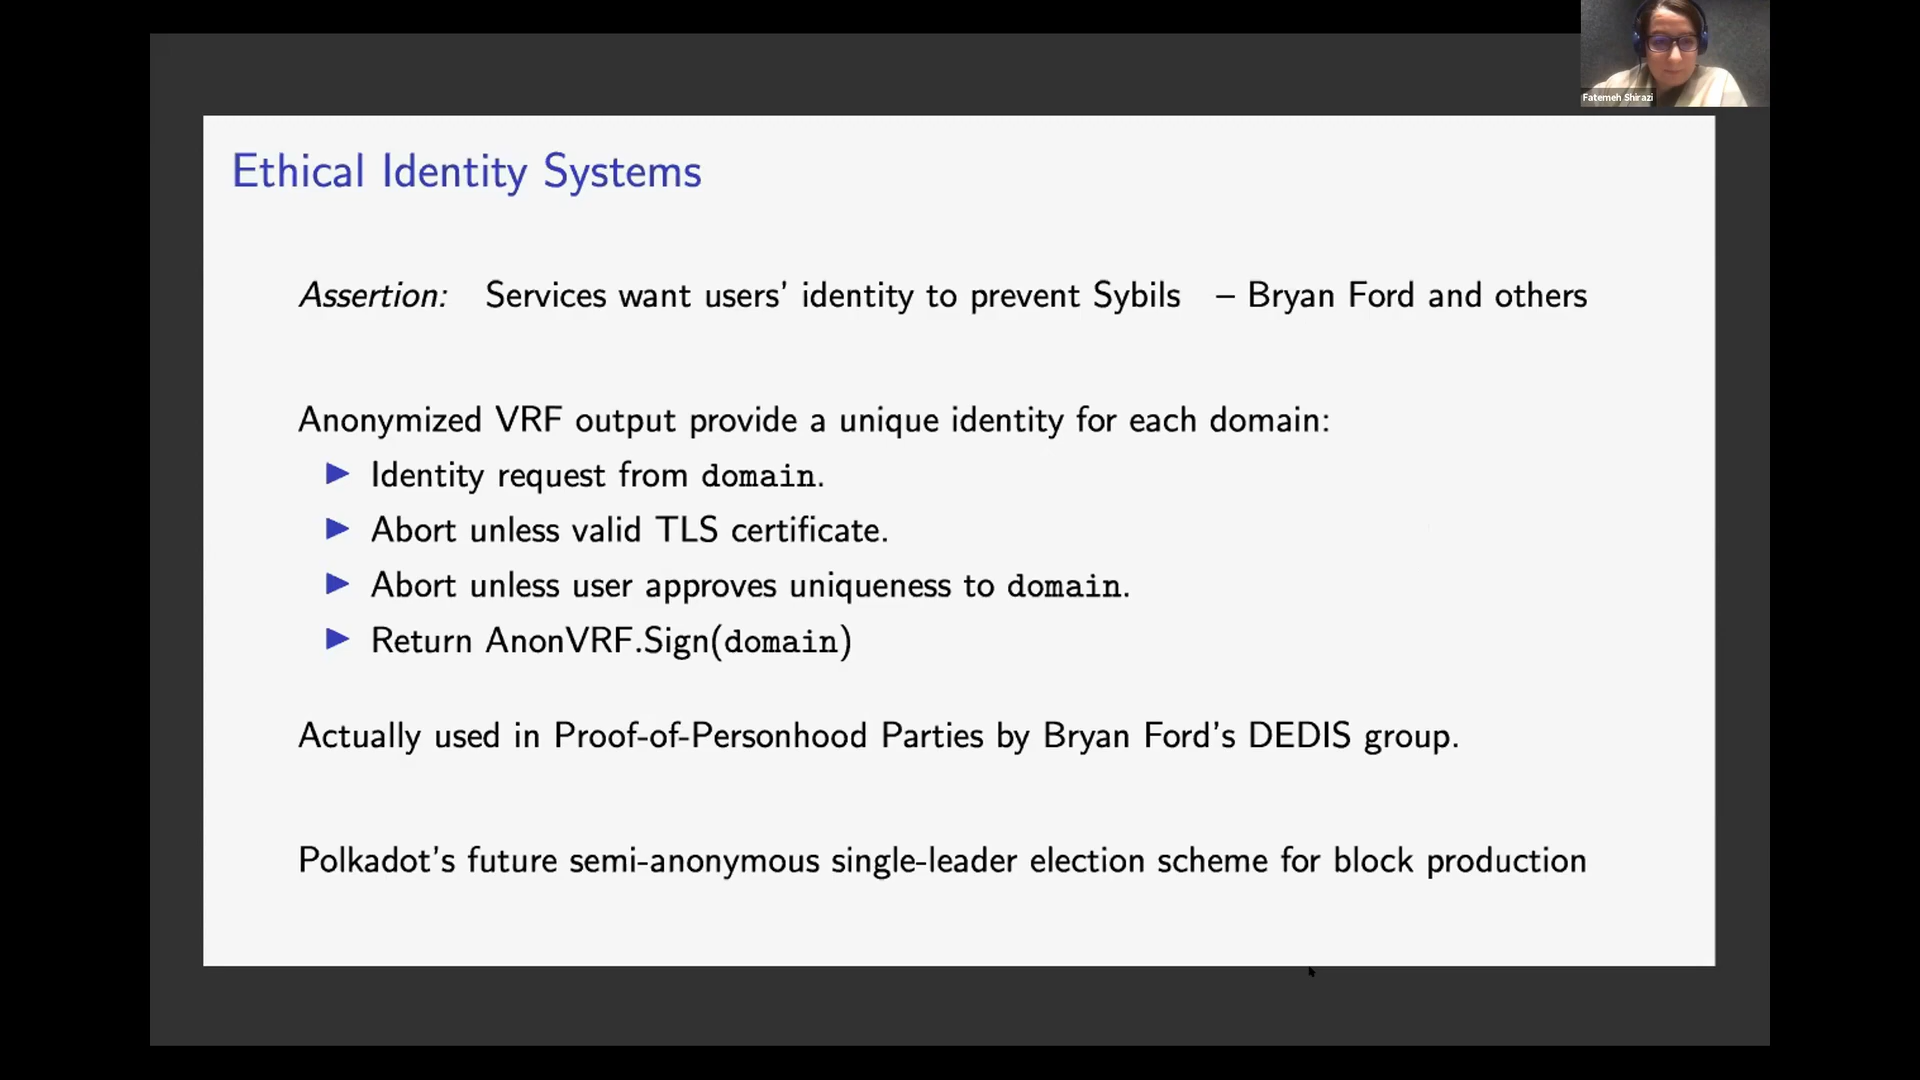 Fatemeh Shirazi
Ethical Identity Systems
Assertion: Services want users’ identity to prevent Sybils – Bryan Ford and others
Anonymized VRF output provide a unique identity for each domain:
▶ Identity request from domain.
▶ Abort unless valid TLS certificate.
▶ Abort unless user approves uniqueness to domain.
▶ Return AnonVRF.Sign(domain)
Actually used in Proof-of-Personhood Parties by Bryan Ford’s DEDIS group.
Polkadot’s future semi-anonymous single-leader election scheme for block production